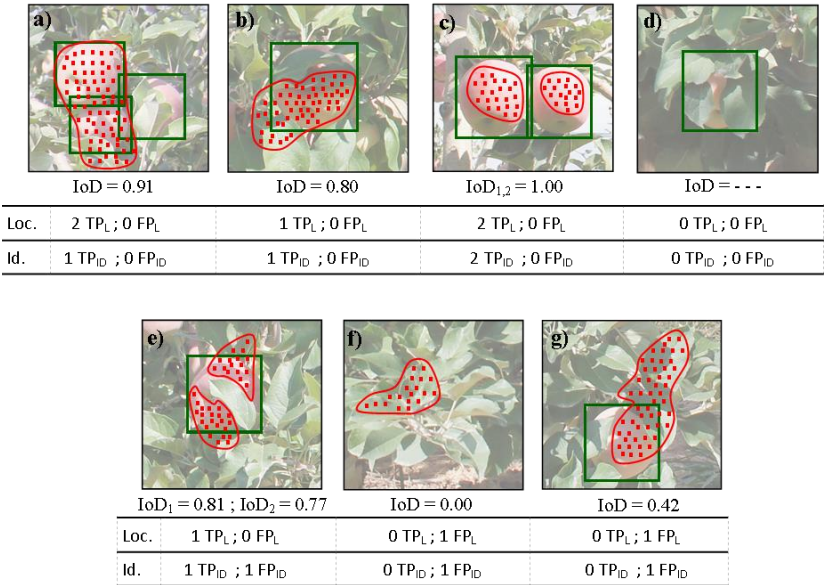 a) b) c) d)
IoD = 0.91 IoD = 0.80 IoD1,2 = 1.00 IoD = - - -
Loc. 2 TPL ; 0 FPL 1 TPL ; 0 FPL 2 TPL ; 0 FPL 0 TPL ; 0 FPL
Id. 1 TPID ; 0 FPID 1 TPID ; 0 FPID 2 TPID ; 0 FPID 0 TPID ; 0 FPID
e) f) g)
IoD1 = 0.81 ; IoD2 = 0.77 IoD = 0.00 IoD = 0.42
Loc. 1 TPL ; 0 FPL 0 TPL ; 1 FPL 0 TPL ; 1 FPL
Id. 1 TPID ; 1 FPID 0 TPID ; 1 FPID 0 TPID ; 1 FPID